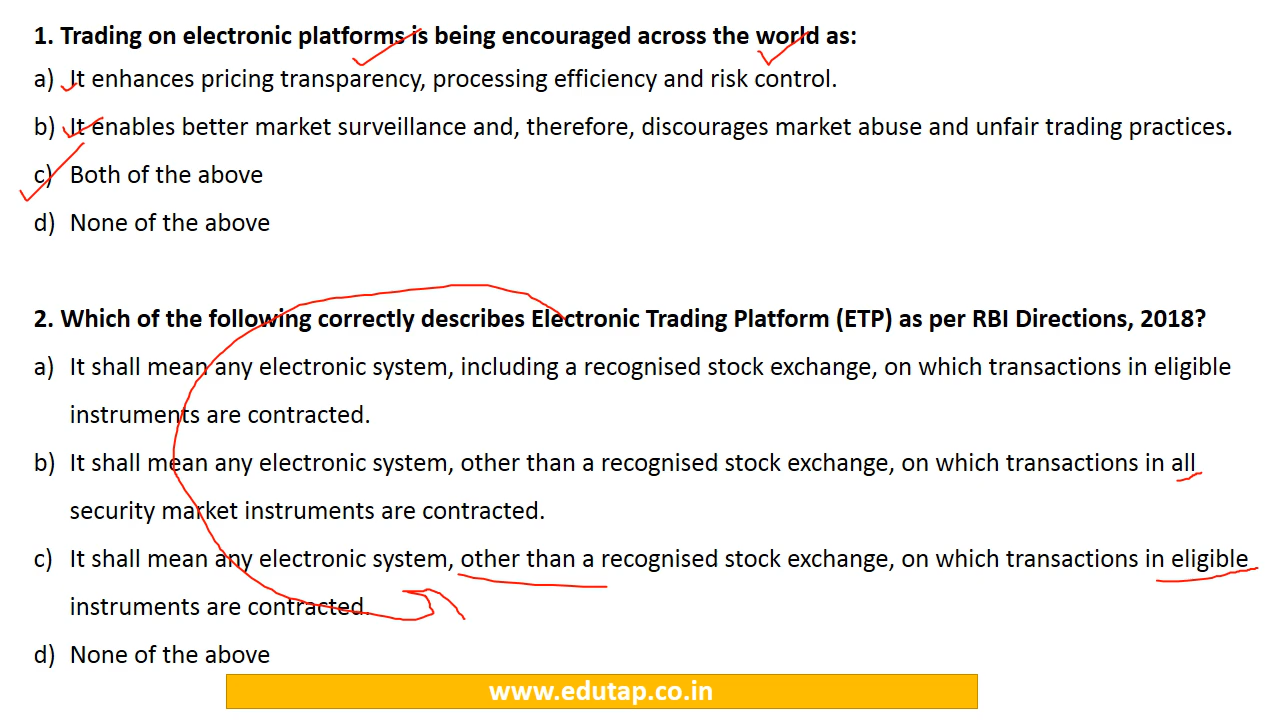 1. Trading on electronic platforms is being encouraged across the world as:
a) It enhances pricing transparency, processing efficiency and risk control.
b) It enables better market surveillance and, therefore, discourages market abuse and unfair trading practices.
c) Both of the above
d) None of the above
2. Which of the following correctly describes Electronic Trading Platform (ETP) as per RBI Directions, 2018?
a) It shall mean any electronic system, including a recognised stock exchange, on which transactions in eligible
instruments are contracted.
b) It shall mean any electronic system, other than a recognised stock exchange, on which transactions in all
security market instruments are contracted.
c) It shall mean any electronic system, other than a recognised stock exchange, on which transactions in eligible
instruments are contracted.
d) None of the above
www.edutap.co.in